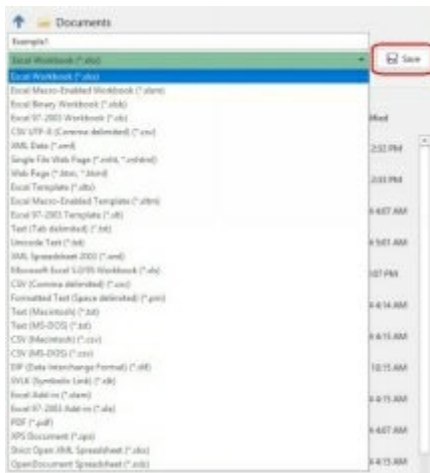 Documents
Example1
Excel Workbook (*.xlsx)
Save
Excel Workbook (*.xlsx)
Excel Macro-Enabled Workbook (*.xlsm)
Excel Binary Workbook (*.xlsb)
Excel 97-2003 Workbook (*.xls)
CSV UTF-8 (Comma delimited) (*.csv)
XML Data (*.xml)
Single File Web Page (*.mht, *.mhtml)
Web Page (*.htm, *.html)
Excel Template (*.xltx)
Excel Macro-Enabled Template (*.xltm)
Excel 97-2003 Template (*.xlt)
Text (Tab delimited) (*.txt)
Unicode Text (*.txt)
XML Spreadsheet 2003 (*.xml)
Microsoft Excel 5.0/95 Workbook (*.xls)
CSV (Comma delimited) (*.csv)
Formatted Text (Space delimited) (*.prn)
Text (Macintosh) (*.txt)
Text (MS-DOS) (*.txt)
CSV (Macintosh) (*.csv)
CSV (MS-DOS) (*.csv)
DIF (Data Interchange Format) (*.dif)
SYLK (Symbolic Link) (*.slk)
Excel Add-in (*.xlam)
Excel 97-2003 Add-in (*.xla)
PDF (*.pdf)
XPS Document (*.xps)
Strict Open XML Spreadsheet (*.xlsx)
OpenDocument Spreadsheet (*.ods)